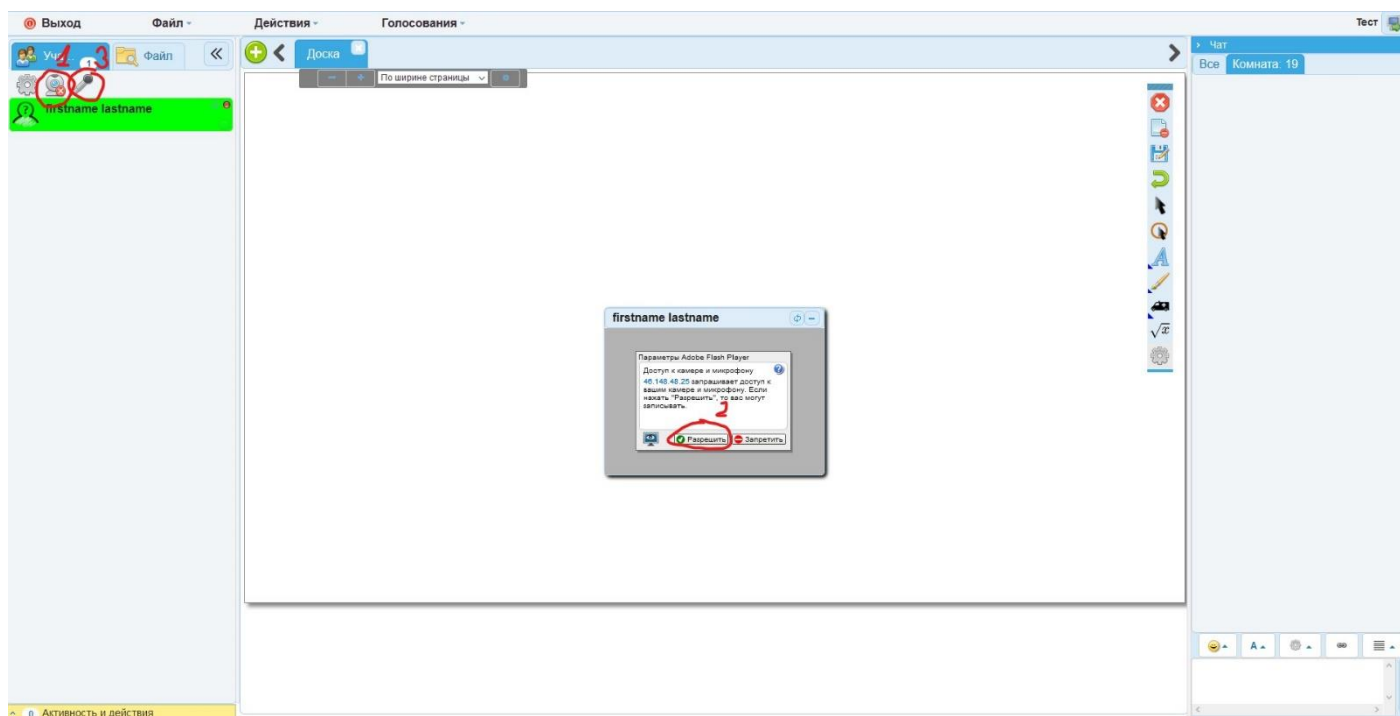 Выход Файл Действия Голосования Тест
1 3 Файл Доска
По ширине страницы
firstname lastname
Чат
Все Комната: 19
firstname lastname
Параметры Adobe Flash Player
Доступ к камере и микрофону
46.148.48.25 запрашивает доступ к
вашим камере и микрофону. Если
нажать "Разрешить", то вас могут
записывать.
2
Разрешить Запретить
A
√x
A
0 Активность и действия